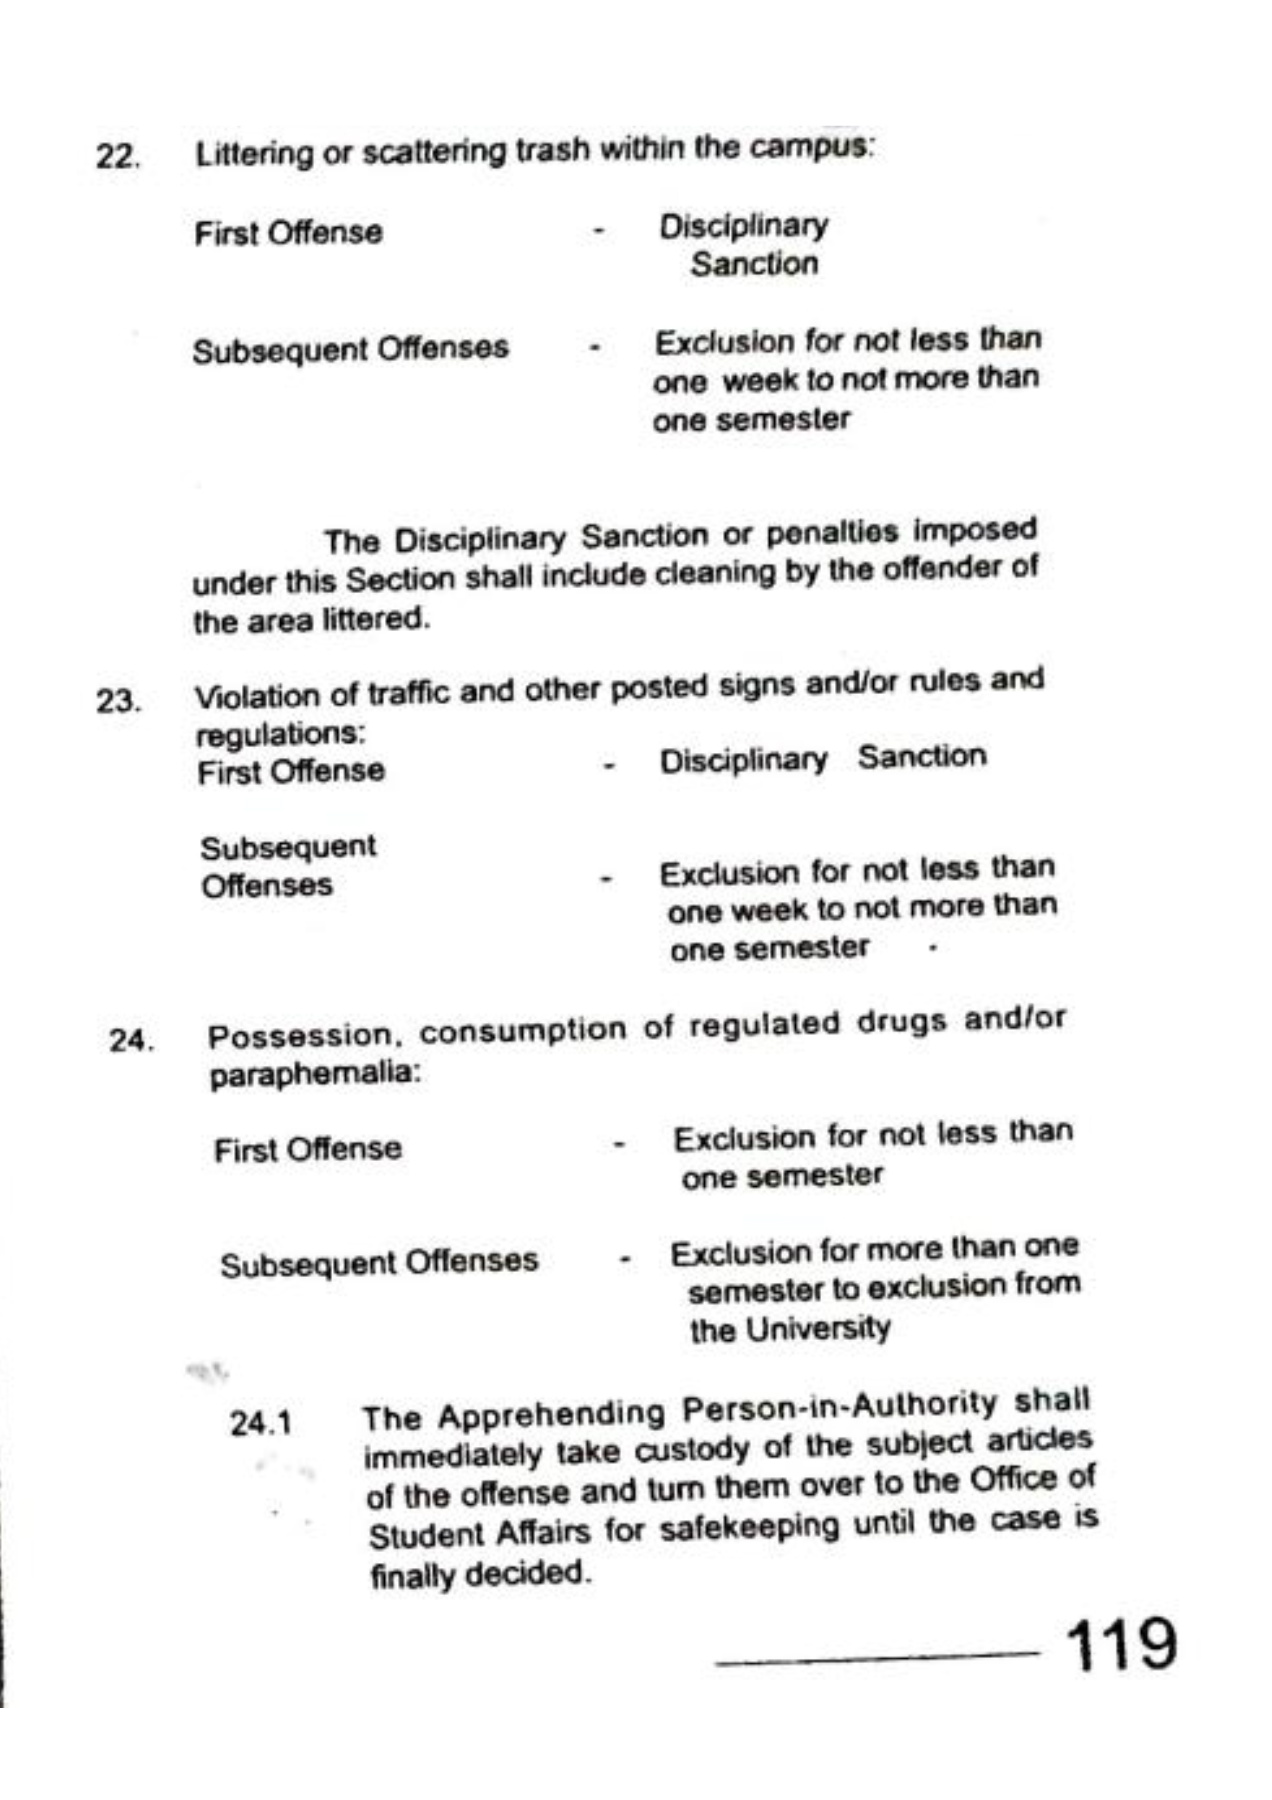 22. Littering or scattering trash within the campus:
First Offense - Disciplinary
Sanction
Subsequent Offenses - Exclusion for not less than
one week to not more than
one semester
The Disciplinary Sanction or penalties imposed
under this Section shall include cleaning by the offender of
the area littered.
23. Violation of traffic and other posted signs and/or rules and
regulations:
First Offense - Disciplinary Sanction
Subsequent
Offenses - Exclusion for not less than
one week to not more than
one semester
24. Possession, consumption of regulated drugs and/or
paraphernalia:
First Offense - Exclusion for not less than
one semester
Subsequent Offenses - Exclusion for more than one
semester to exclusion from
the University
24.1 The Apprehending Person-in-Authority shall
immediately take custody of the subject articles
of the offense and turn them over to the Office of
Student Affairs for safekeeping until the case is
finally decided.
119